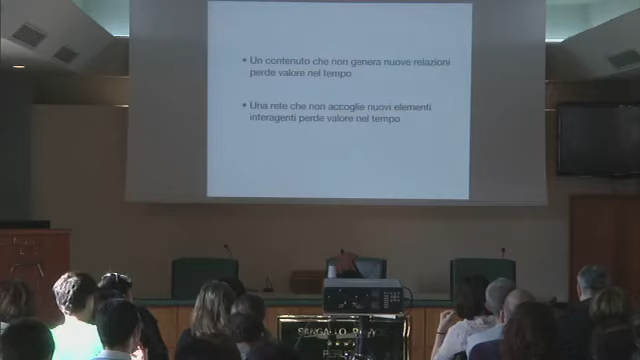 • Un contenuto che non genera nuove relazioni
perde valore nel tempo
• Una rete che non accoglie nuovi elementi
interagenti perde valore nel tempo
SANGALLO